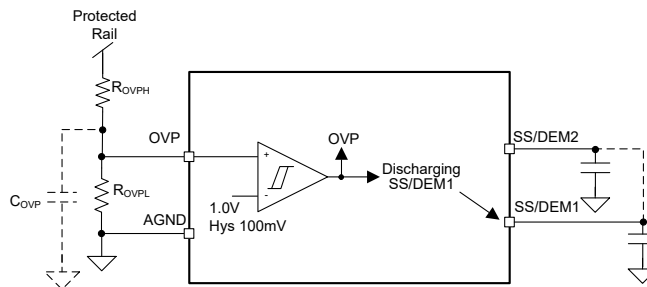 Protected
Rail
R_OVPH
OVP
OVP
SS/DEM2
C_OVP
R_OVPL
+
-
Discharging
SS/DEM1
SS/DEM1
AGND
1.0V
Hys 100mV